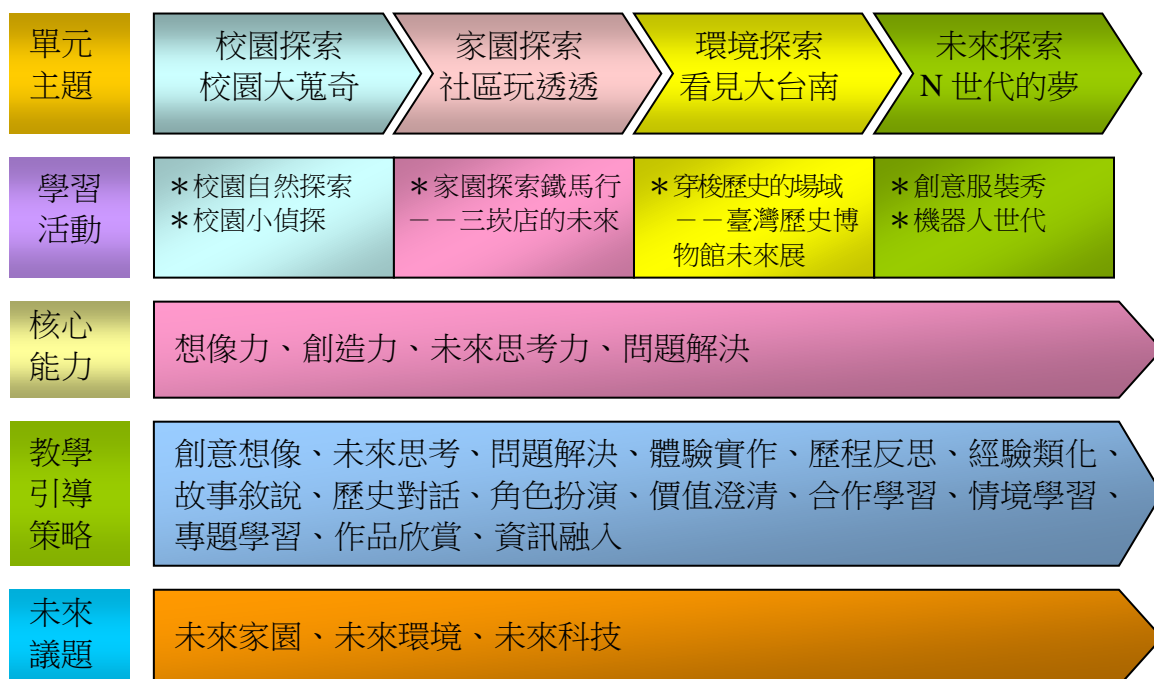 單元
主題
校園探索
校園大蒐奇
家園探索
社區玩透透
環境探索
看見大台南
未來探索
N 世代的夢
學習
活動
＊校園自然探索
＊校園小偵探
＊家園探索鐵馬行
－－三崁店的未來
＊穿梭歷史的場域
－－臺灣歷史博
物館未來展
＊創意服裝秀
＊機器人世代
核心
能力
想像力、創造力、未來思考力、問題解決
教學
引導
策略
創意想像、未來思考、問題解決、體驗實作、歷程反思、經驗類化、
故事敘說、歷史對話、角色扮演、價值澄清、合作學習、情境學習、
專題學習、作品欣賞、資訊融入
未來
議題
未來家園、未來環境、未來科技